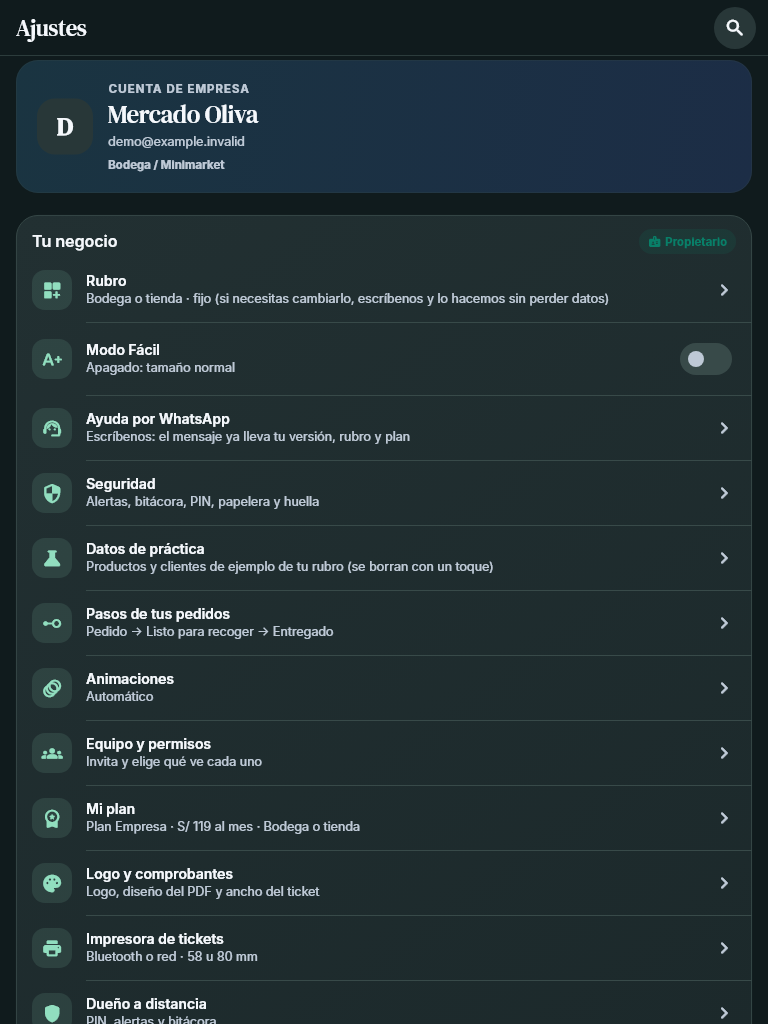 Ajustes
CUENTA DE EMPRESA
D
Mercado Oliva
demo@example.invalid
Bodega / Minimarket
Tu negocio
Propietario
Rubro
Bodega o tienda · fijo (si necesitas cambiarlo, escríbenos y lo hacemos sin perder datos)
A+
Modo Fácil
Apagado: tamaño normal
Ayuda por WhatsApp
Escríbenos: el mensaje ya lleva tu versión, rubro y plan
Seguridad
Alertas, bitácora, PIN, papelera y huella
Datos de práctica
Productos y clientes de ejemplo de tu rubro (se borran con un toque)
Pasos de tus pedidos
Pedido → Listo para recoger → Entregado
Animaciones
Automático
Equipo y permisos
Invita y elige qué ve cada uno
Mi plan
Plan Empresa · S/ 119 al mes · Bodega o tienda
Logo y comprobantes
Logo, diseño del PDF y ancho del ticket
Impresora de tickets
Bluetooth o red · 58 u 80 mm
Dueño a distancia
PIN, alertas y bitácora